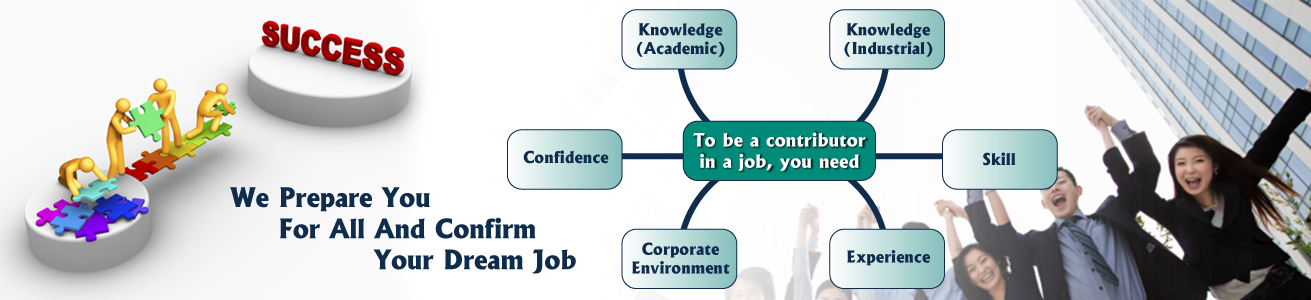 SUCCESS
We Prepare You
For All And Confirm
Your Dream Job
Knowledge
(Academic)
Knowledge
(Industrial)
Confidence
To be a contributor
in a job, you need
Skill
Corporate
Environment
Experience